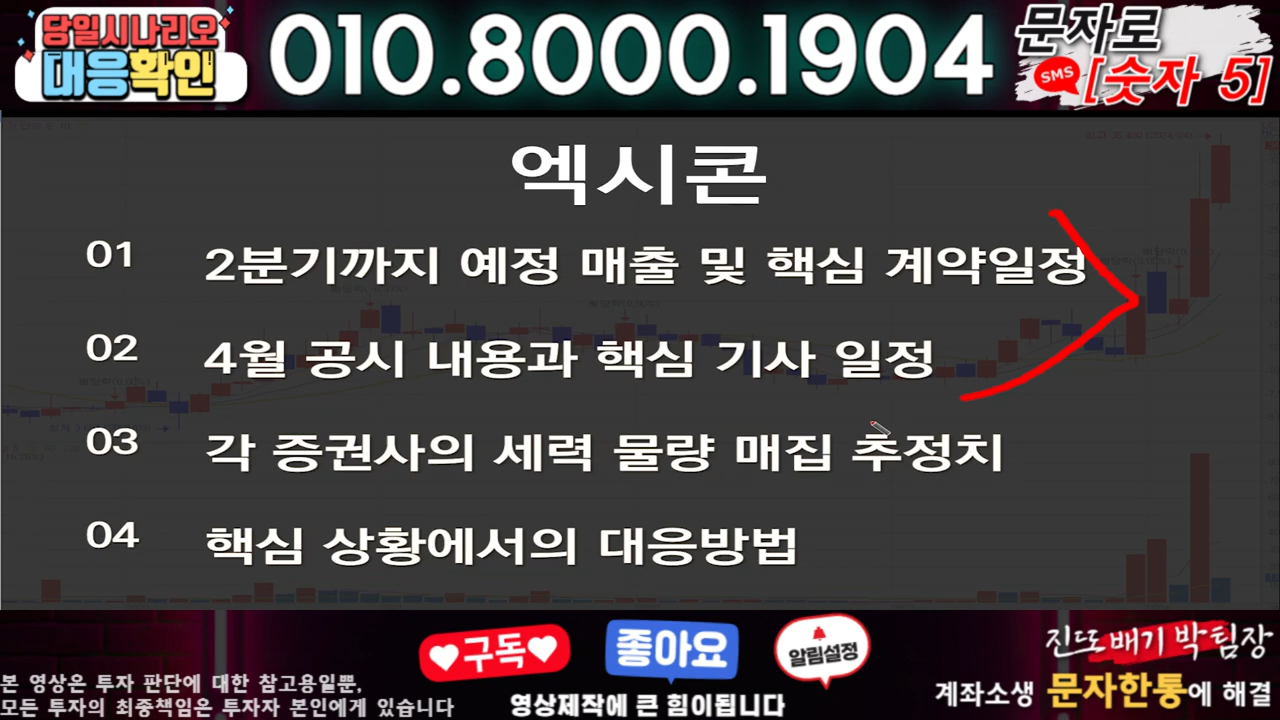 당일시나리오
대응확인
010.8000.1904
문자로
SMS
[숫자 5]
엑시콘
01 2분기까지 예정 매출 및 핵심 계약일정
02 4월 공시 내용과 핵심 기사 일정
03 각 증권사의 세력 물량 매집 추정치
04 핵심 상황에서의 대응방법
구독
좋아요
알림설정
영상제작에 큰 힘이됩니다
본 영상은 투자 판단에 대한 참고용일뿐,
모든 투자의 최종책임은 투자자 본인에게 있습니다
진또배기 박팀장
계좌소생 문자한통에 해결